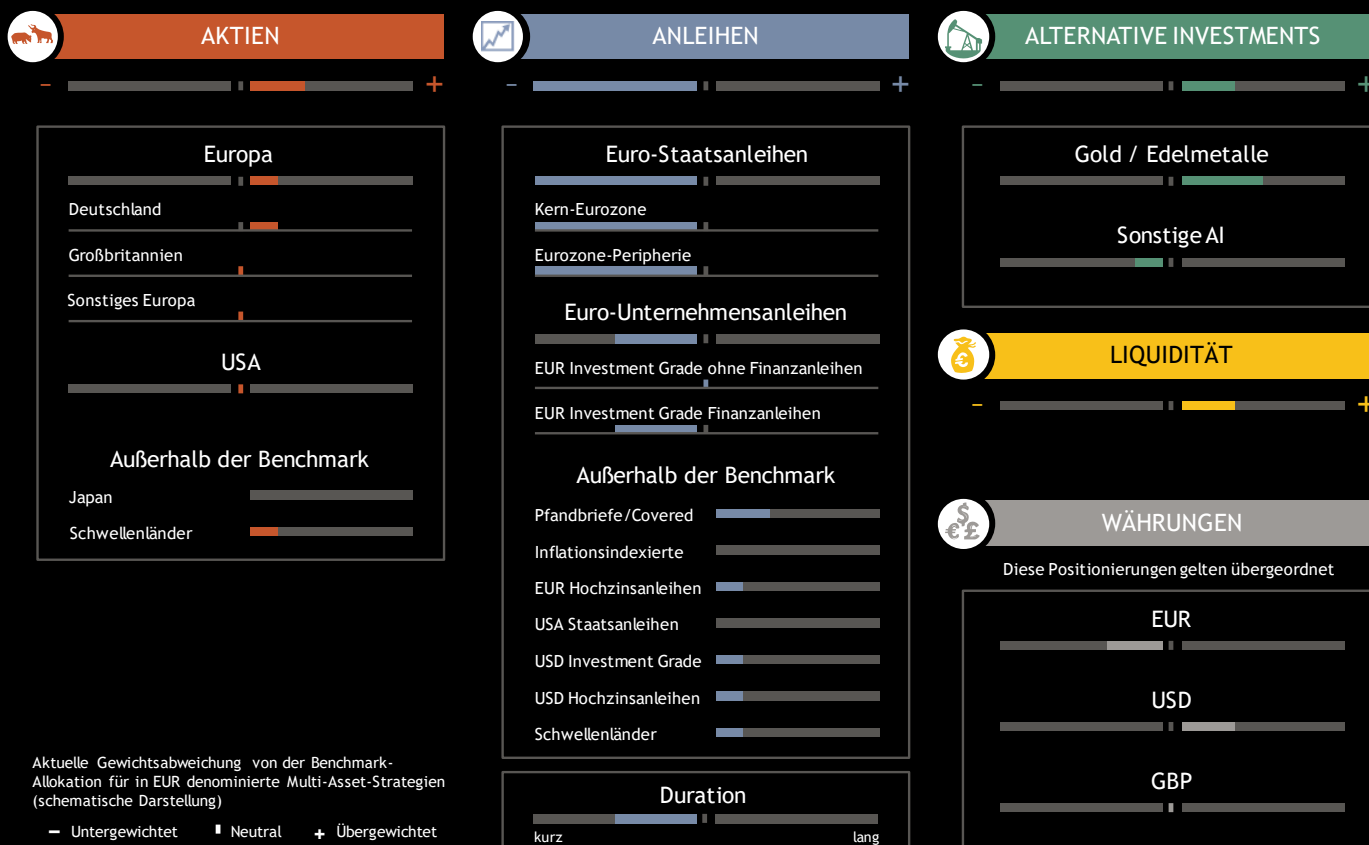 AKTIEN
- +
Europa
Deutschland
Großbritannien
Sonstiges Europa
USA
Außerhalb der Benchmark
Japan
Schwellenländer
Aktuelle Gewichtsabweichung von der Benchmark-
Allokation für in EUR denominierte Multi-Asset-Strategien
(schematische Darstellung)
- Untergewichtet Neutral + Übergewichtet
ANLEIHEN
- +
Euro-Staatsanleihen
Kern-Eurozone
Eurozone-Peripherie
Euro-Unternehmensanleihen
EUR Investment Grade ohne Finanzanleihen
EUR Investment Grade Finanzanleihen
Außerhalb der Benchmark
Pfandbriefe/Covered
Inflationsindexierte
EUR Hochzinsanleihen
USA Staatsanleihen
USD Investment Grade
USD Hochzinsanleihen
Schwellenländer
Duration
kurz lang
ALTERNATIVE INVESTMENTS
- +
Gold / Edelmetalle
Sonstige AI
€
LIQUIDITÄT
- +
$
€£
WÄHRUNGEN
Diese Positionierungen gelten übergeordnet
EUR
USD
GBP